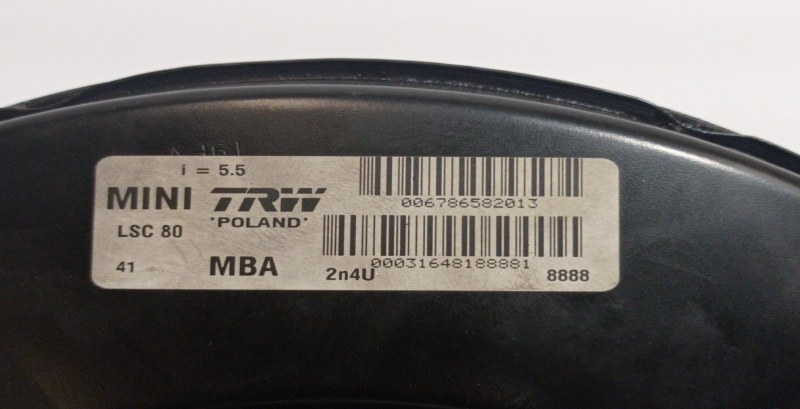 i = 5.5
MINI TRW
006786582013
LSC 80 'POLAND'
00031648188881
41 MBA 2n4U 8888